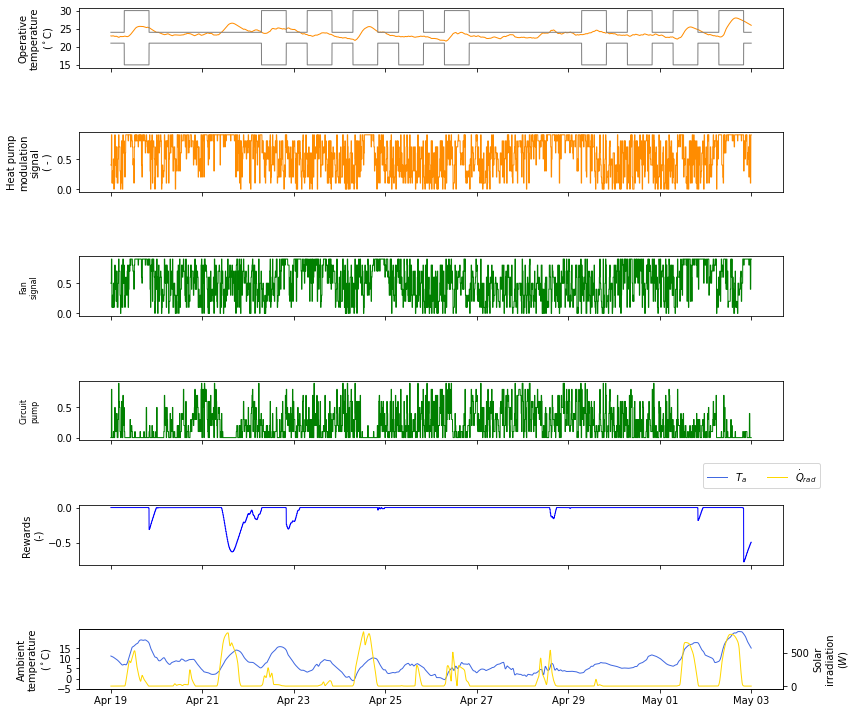 Operative
temperature
(°C)
30
25
20
15
Heat pump
modulation
signal
( - )
0.5
0.0
Fan
signal
0.5
0.0
Circuit
pump
0.5
0.0
T_a
Q̇_rad
Rewards
(-)
0.0
−0.5
Ambient
temperature
(°C)
15
10
5
0
−5
500
0
Solar
irradiation
(W)
Apr 19 Apr 21 Apr 23 Apr 25 Apr 27 Apr 29 May 01 May 03